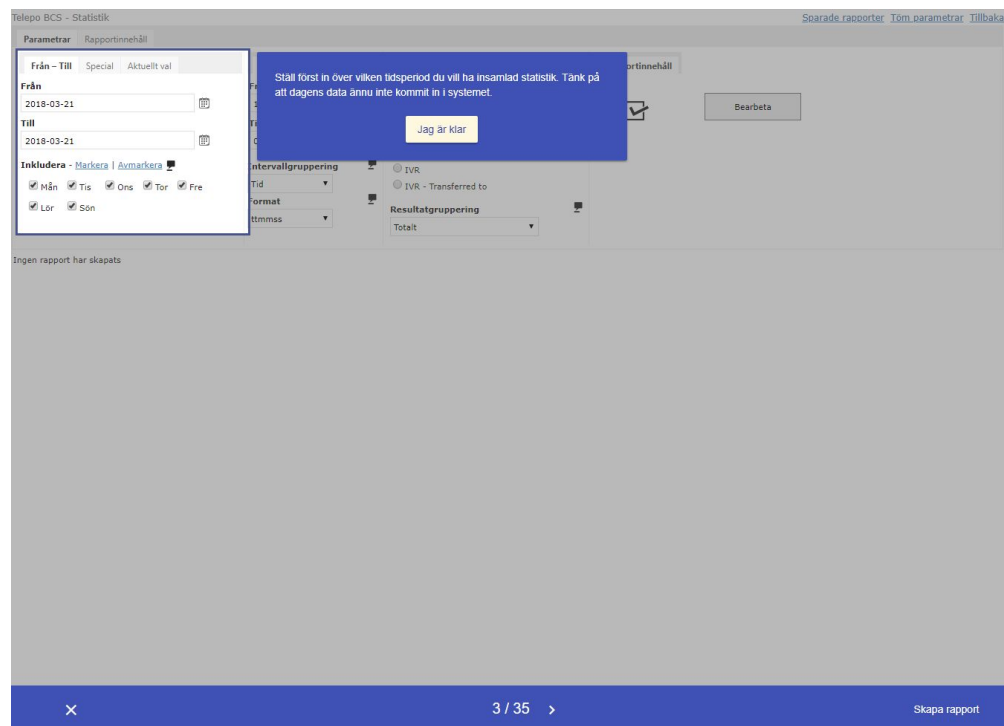 Telepo BCS - Statistik
Sparade rapporter Töm parametrar Tillbaka
Parametrar Rapportinnehåll
Från – Till Special Aktuellt val
Från
2018-03-21
Till
2018-03-21
Inkludera - Markera | Avmarkera
Mån Tis Ons Tor Fre
Lör Sön
Ställ först in över vilken tidsperiod du vill ha insamlad statistik. Tänk på
att dagens data ännu inte kommit in i systemet.
Jag är klar
Intervallgruppering
Tid
Format
ttmmss
IVR
IVR - Transferred to
Resultatgruppering
Totalt
ortinnehåll
Bearbeta
Ingen rapport har skapats
× 3 / 35 ›
Skapa rapport